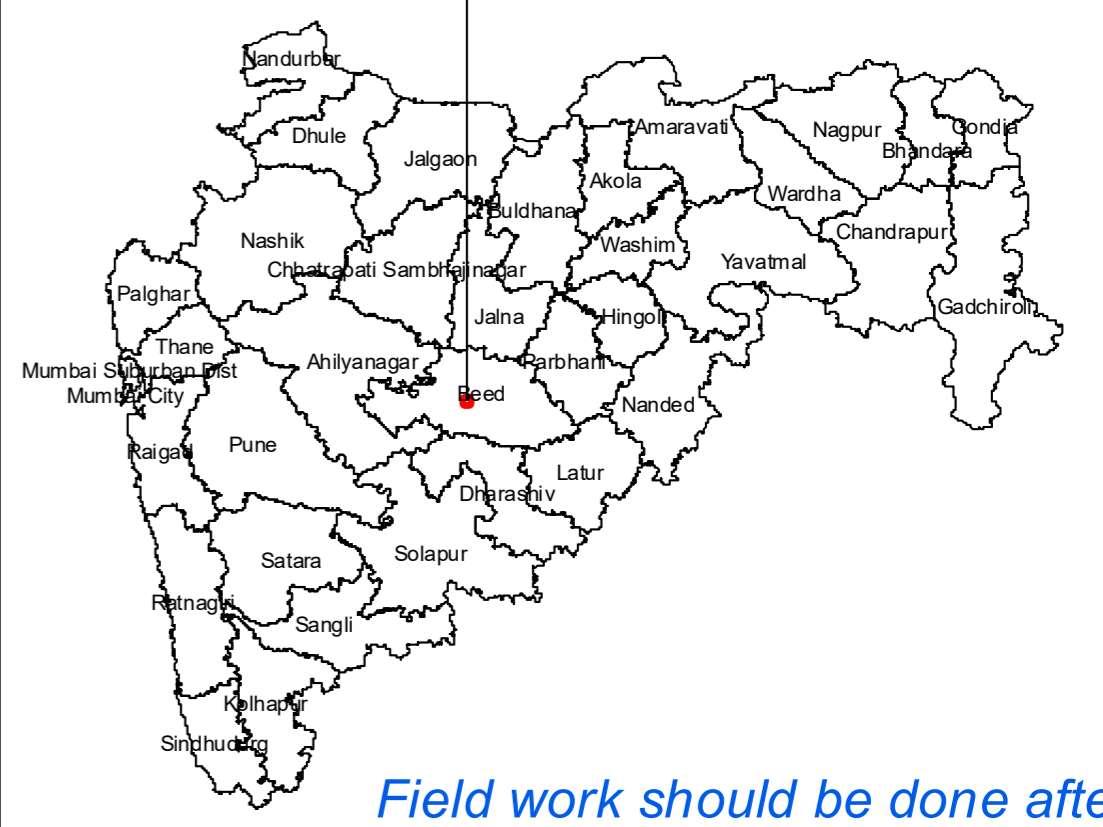 Nandurbar
Dhule
Jalgaon
Amaravati
Nagpur
Gondia
Bhandara
Akola
Buldhana
Wardha
Nashik
Washim
Chandrapur
Chhatrapati Sambhajinagar
Yavatmal
Palghar
Jalna
Hingoli
Gadchiroli
Thane
Ahilyanagar
Parbhani
Mumbai Suburban Dist
Mumbai City
Beed
Nanded
Raigad
Pune
Latur
Dharashiv
Satara
Solapur
Ratnagiri
Sangli
Kolhapur
Sindhudurg
Field work should be done afte